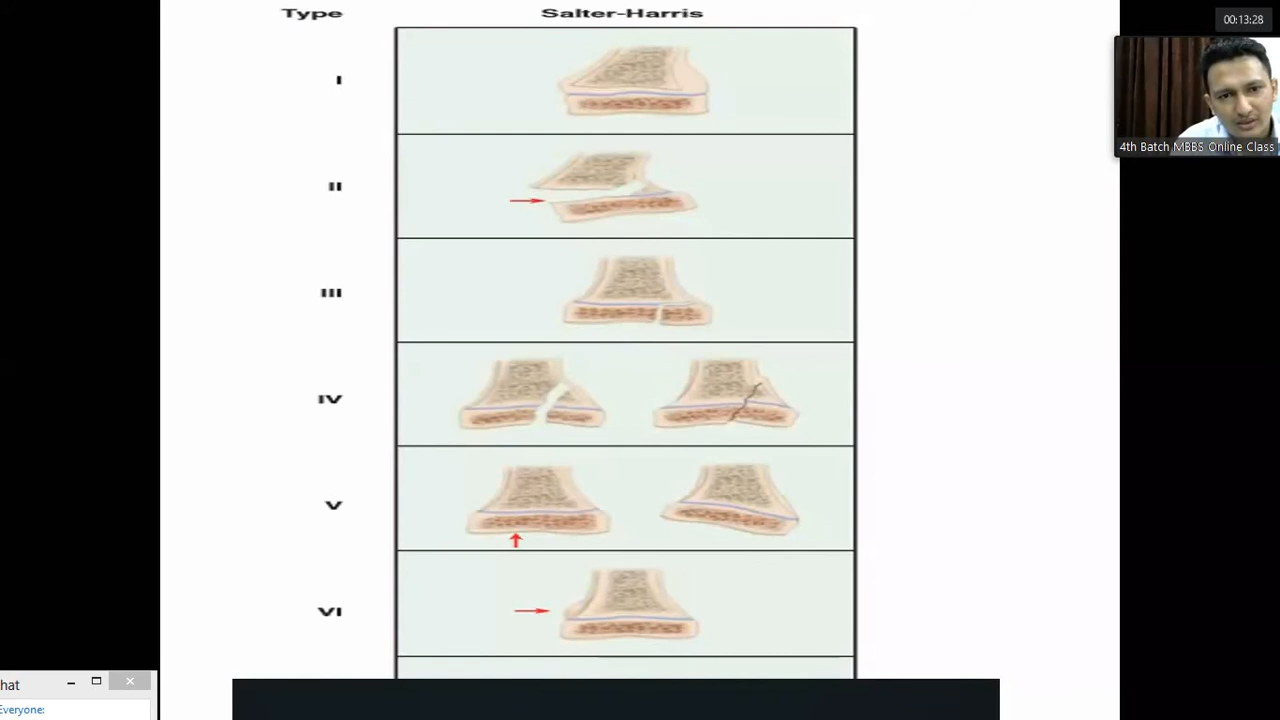 Type Salter-Harris
00:13:28
I
4th Batch MBBS Online Class
II
III
IV
V
VI
hat
Everyone: